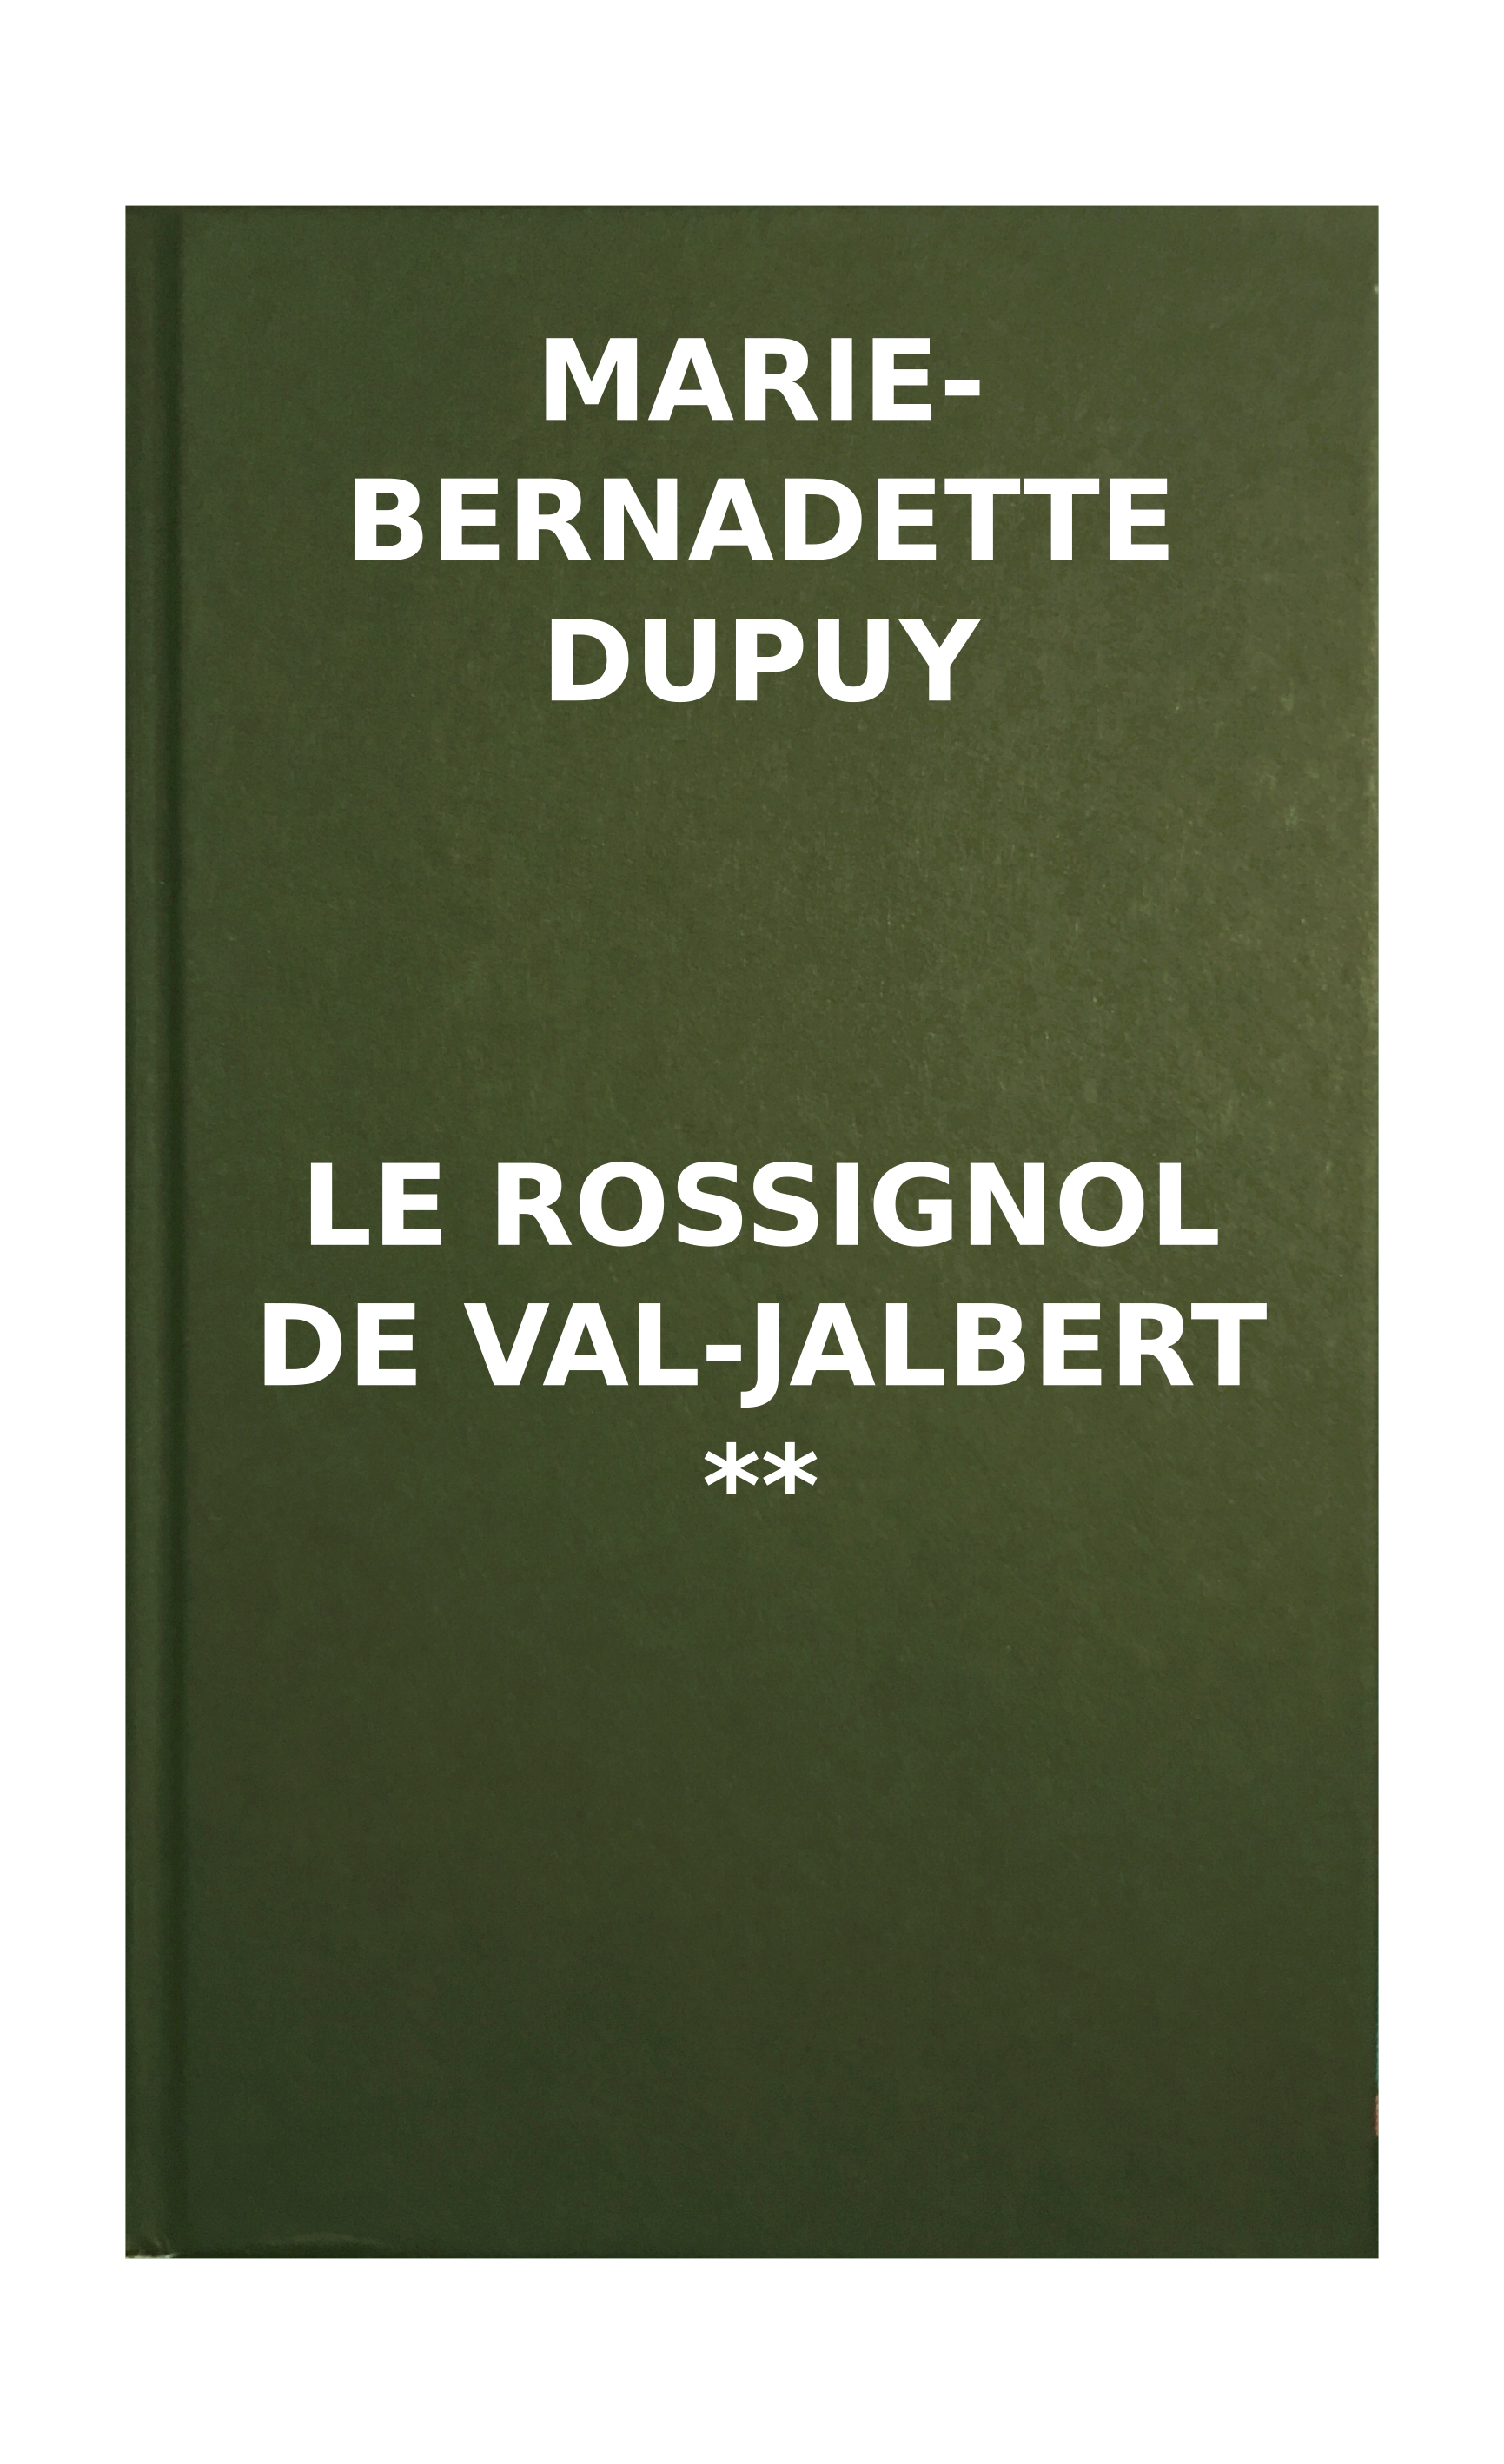 MARIE-
BERNADETTE
DUPUY
LE ROSSIGNOL
DE VAL-JALBERT
**